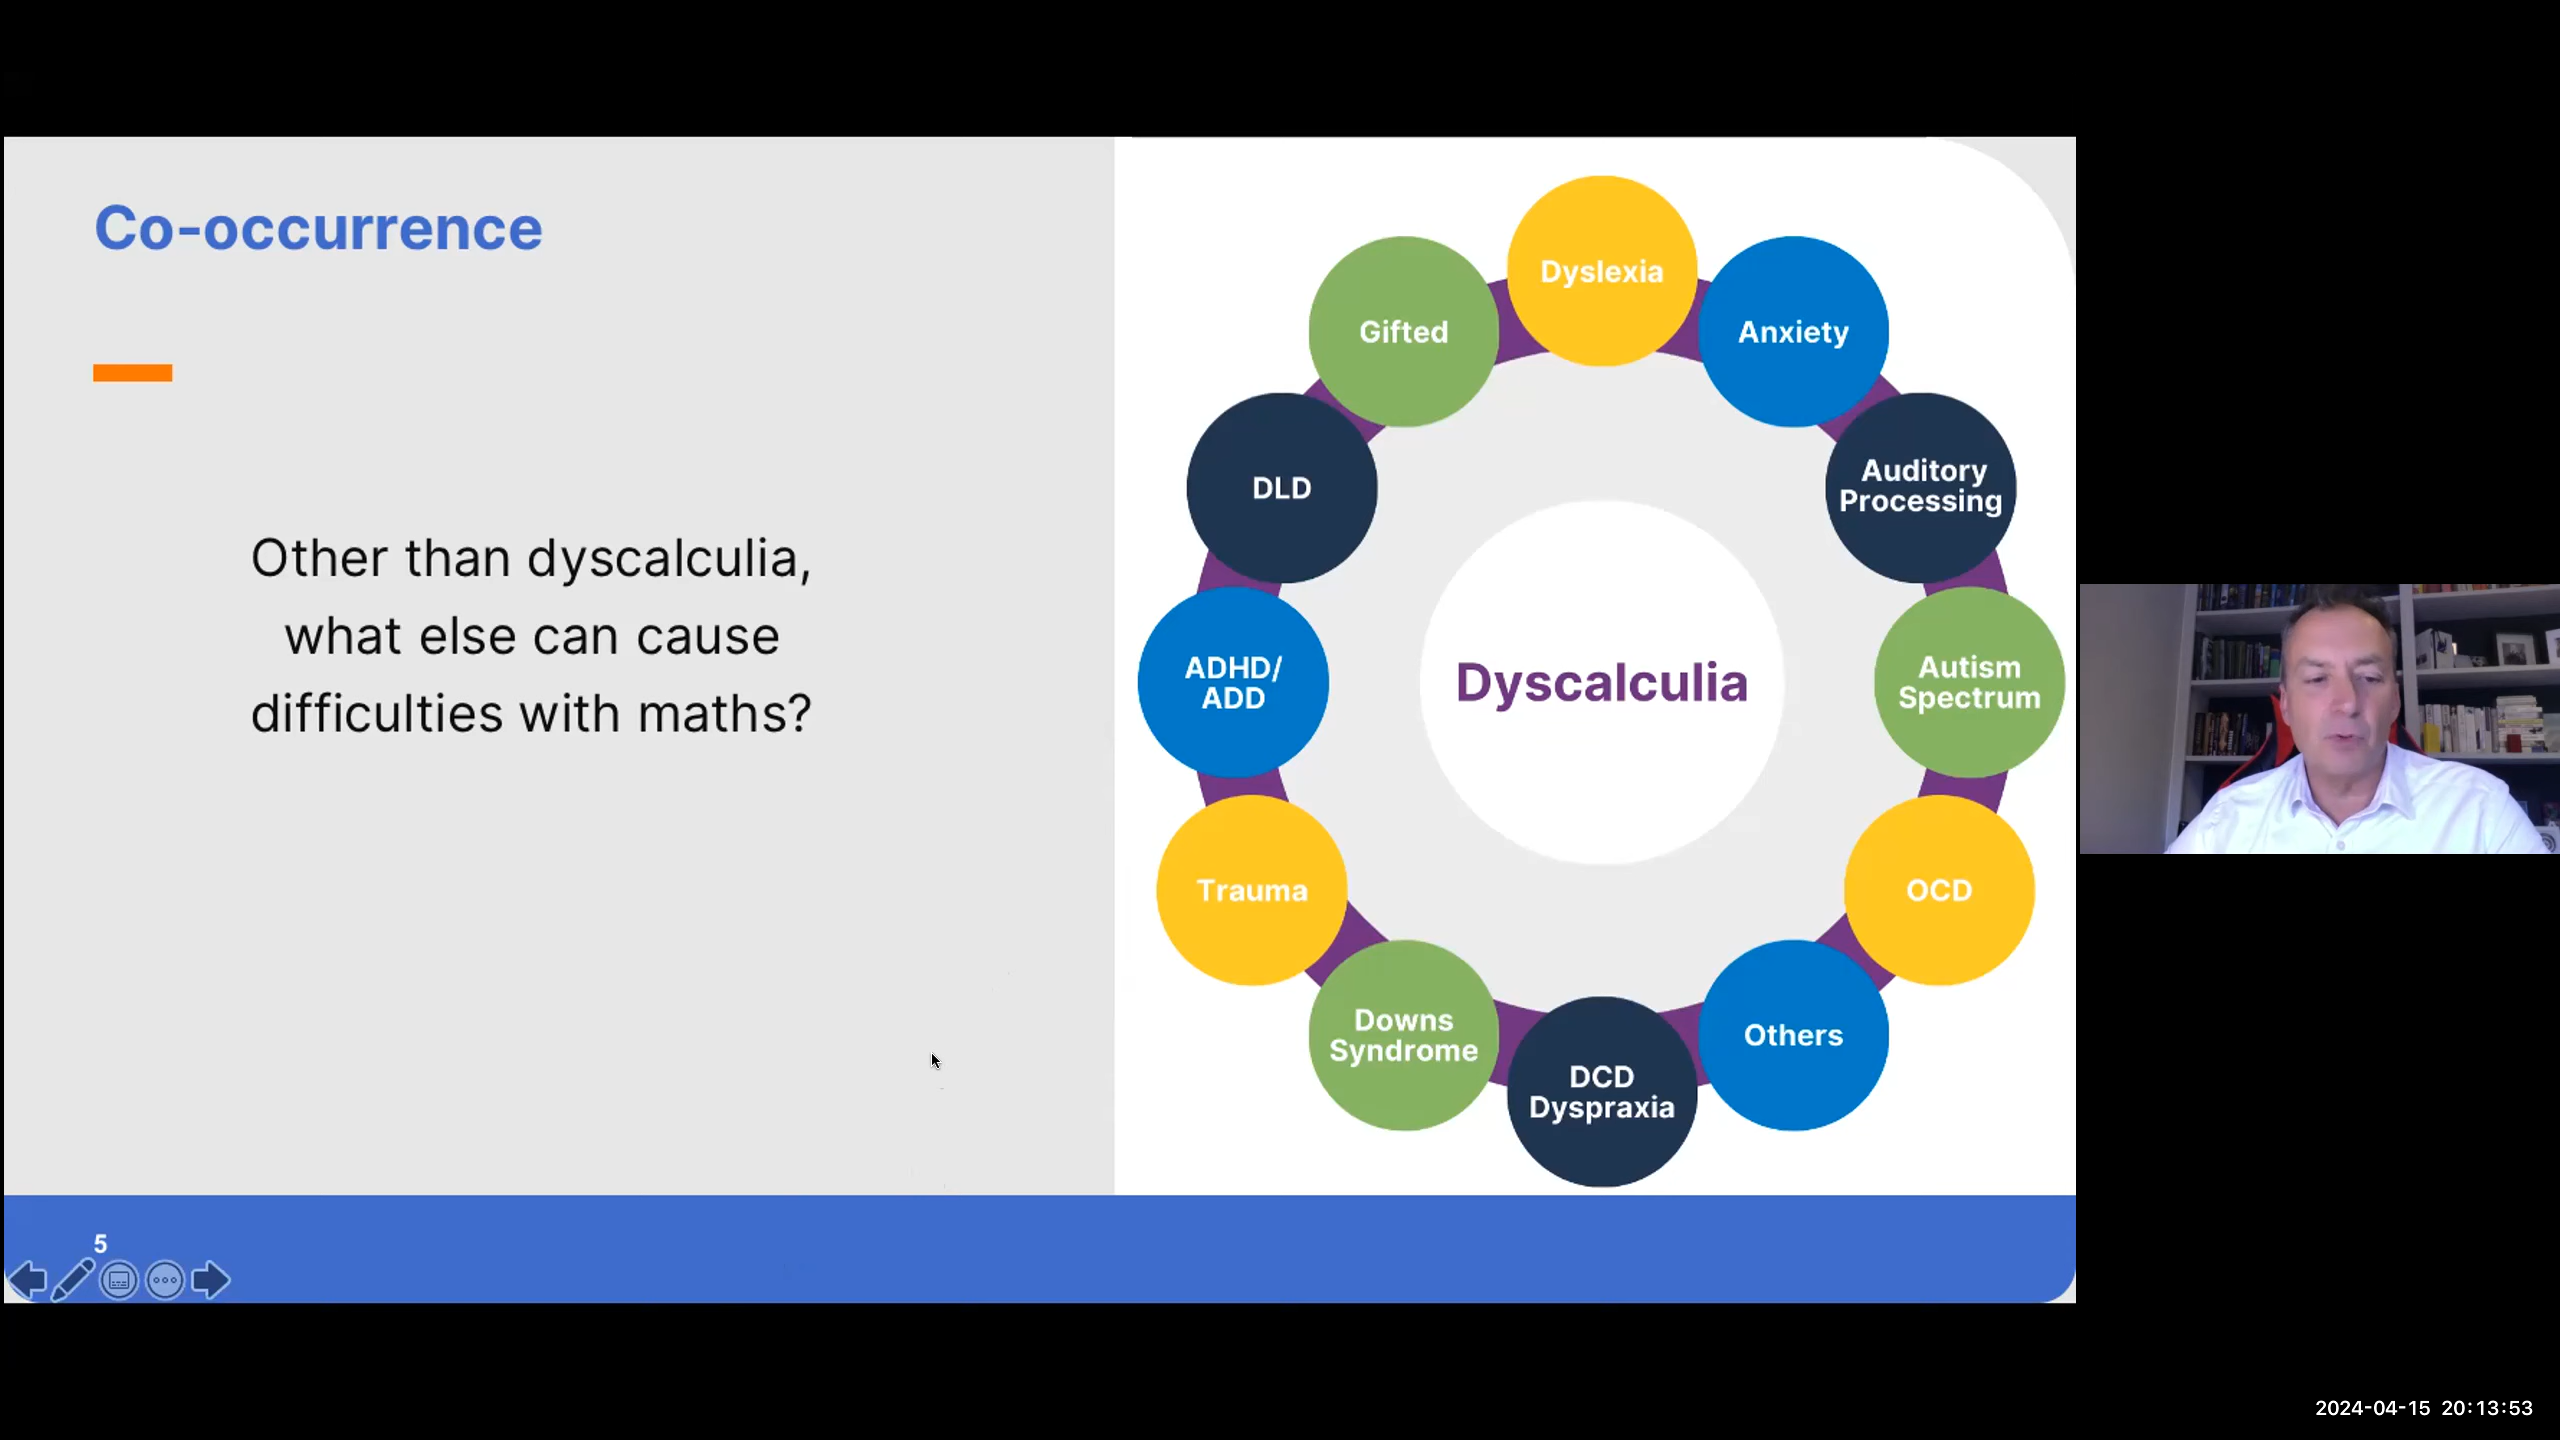 Co-occurrence
Other than dyscalculia,
what else can cause
difficulties with maths?
Dyslexia
Anxiety
Auditory
Processing
Autism
Spectrum
OCD
Others
DCD
Dyspraxia
Downs
Syndrome
Trauma
ADHD/
ADD
DLD
Gifted
Dyscalculia
5
2024-04-15 20:13:53